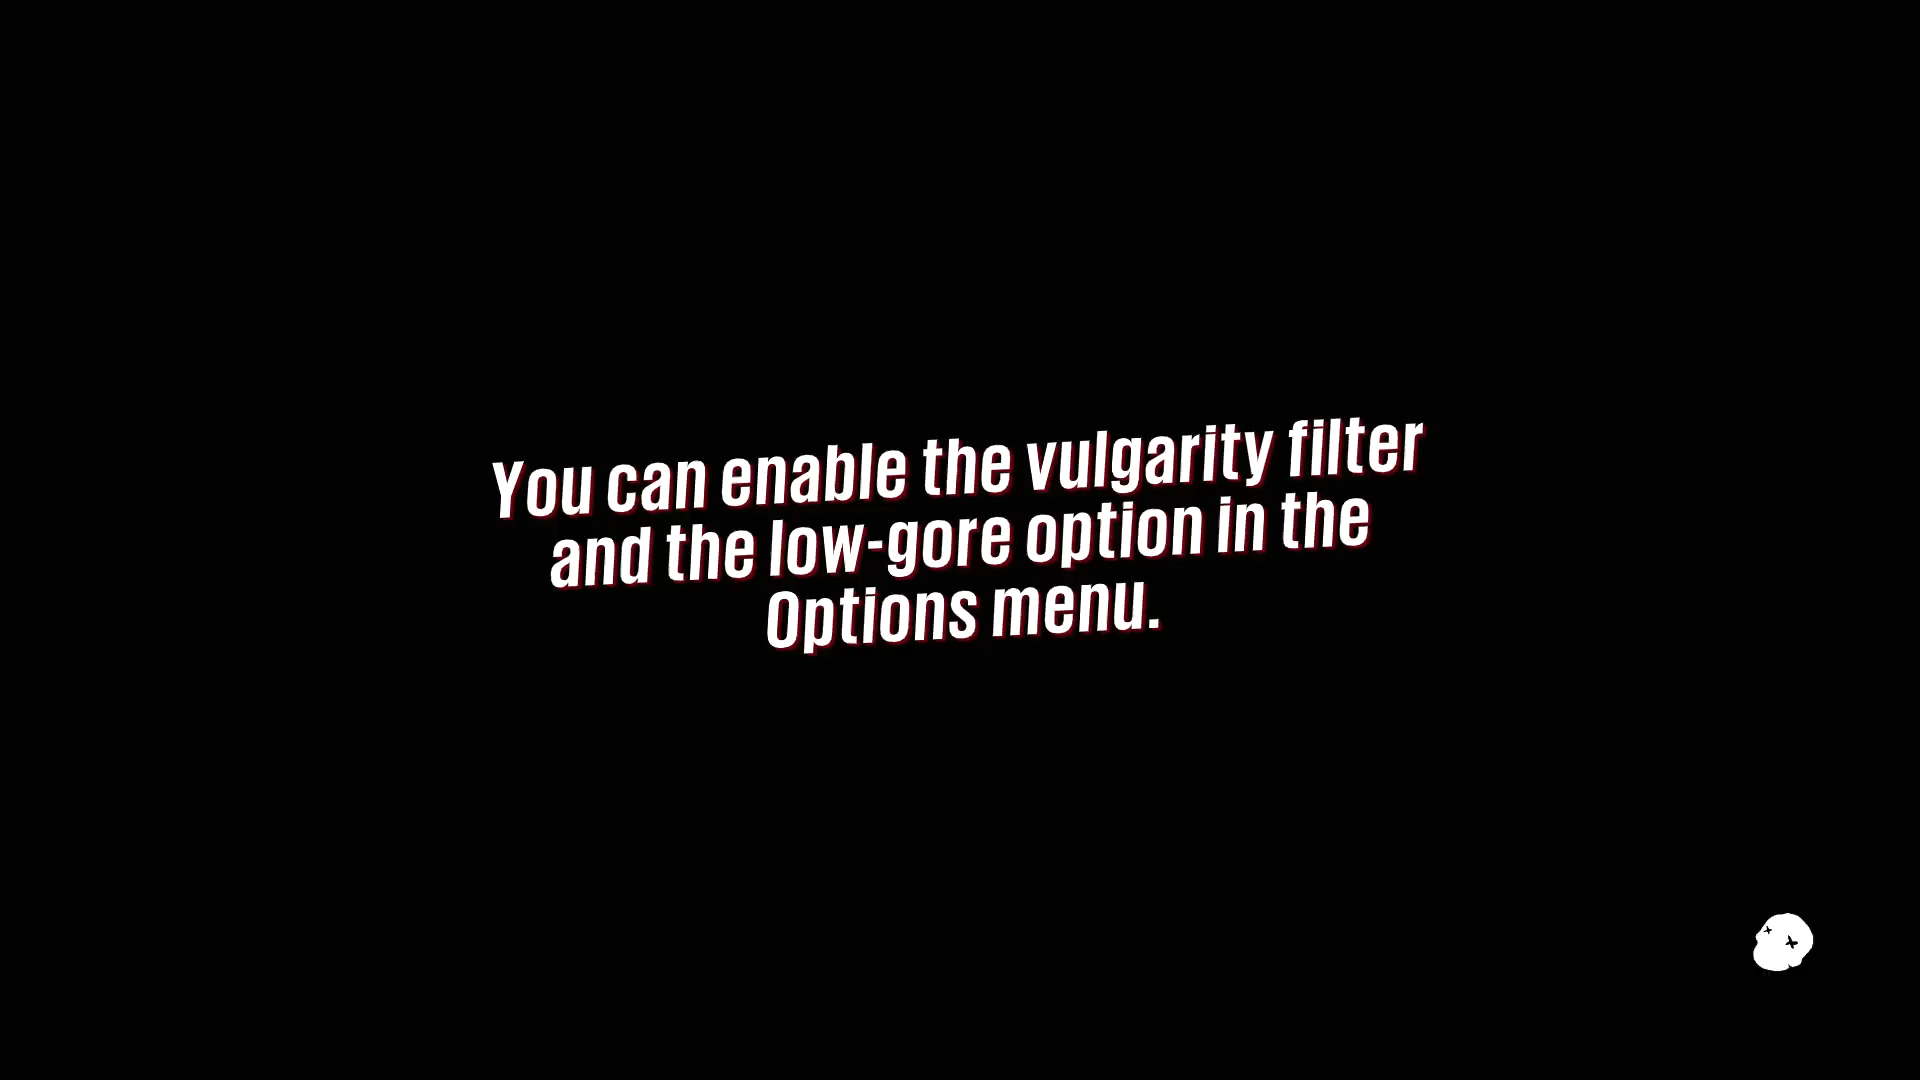 You can enable the vulgarity filter
and the low-gore option in the
Options menu.